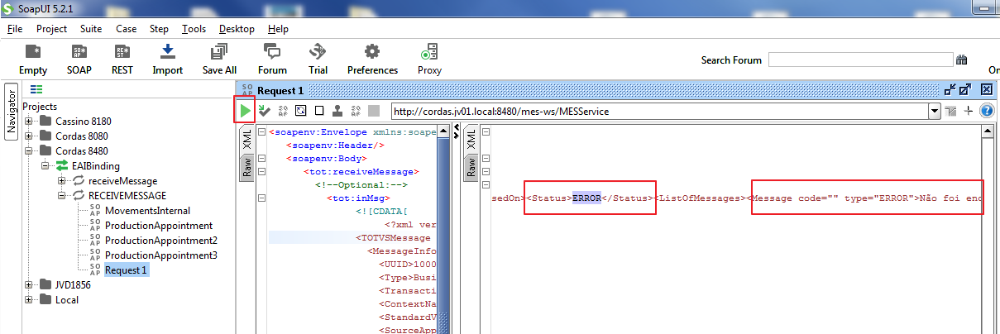 SoapUI 5.2.1
File Project Suite Case Step Tools Desktop Help
Empty SOAP REST Import Save All Forum Trial Preferences Proxy Search Forum
On
Navigator
Projects
Cassino 8180
Cordas 8080
Cordas 8480
EAIBinding
receiveMessage
RECEIVEMESSAGE
MovementsInternal
ProductionAppointment
ProductionAppointment2
ProductionAppointment3
Request 1
JVD1856
Local
Request 1
http://cordas.jv01.local:8480/mes-ws/MESService
XML
Raw
<soapenv:Envelope xmlns:soape
<soapenv:Header/>
<soapenv:Body>
<tot:receiveMessage>
<!--Optional:-->
<tot:inMsg>
<![CDATA[
<?xml ver
<TOTVSMessage
<MessageInfo
<UUID>1000
<Type>Busi
<Transacti
<ContextNa
<StandardV
<SourceApp
XML
Raw
sedOn><Status>ERROR</Status><ListOfMessages><Message code="" type="ERROR">Não foi enc